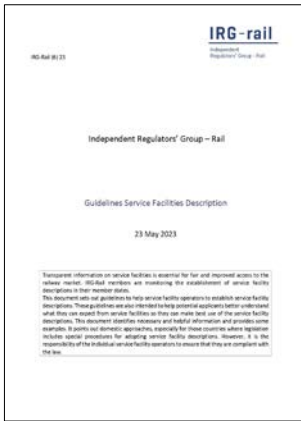 IRG-rail
Independent
Regulators' Group - Rail
IRG-Rail (6) 23
Independent Regulators' Group – Rail
Guidelines Service Facilities Description
23 May 2023
Transparent information on service facilities is essential for fair and improved access to the
railway market. IRG-Rail members are monitoring the establishment of service facility
descriptions in their member states.
This document sets out guidelines to help service facility operators to establish service facility
descriptions. These guidelines are also intended to help potential applicants better understand
what they can expect from service facilities so they can make best use of the service facility
descriptions. This document identifies necessary and helpful information and provides some
examples. It points out domestic approaches, especially for those countries where legislation
includes special procedures for adopting service facility descriptions. However, it is the
responsibility of the individual service facility operators to ensure that they are compliant with
the law.